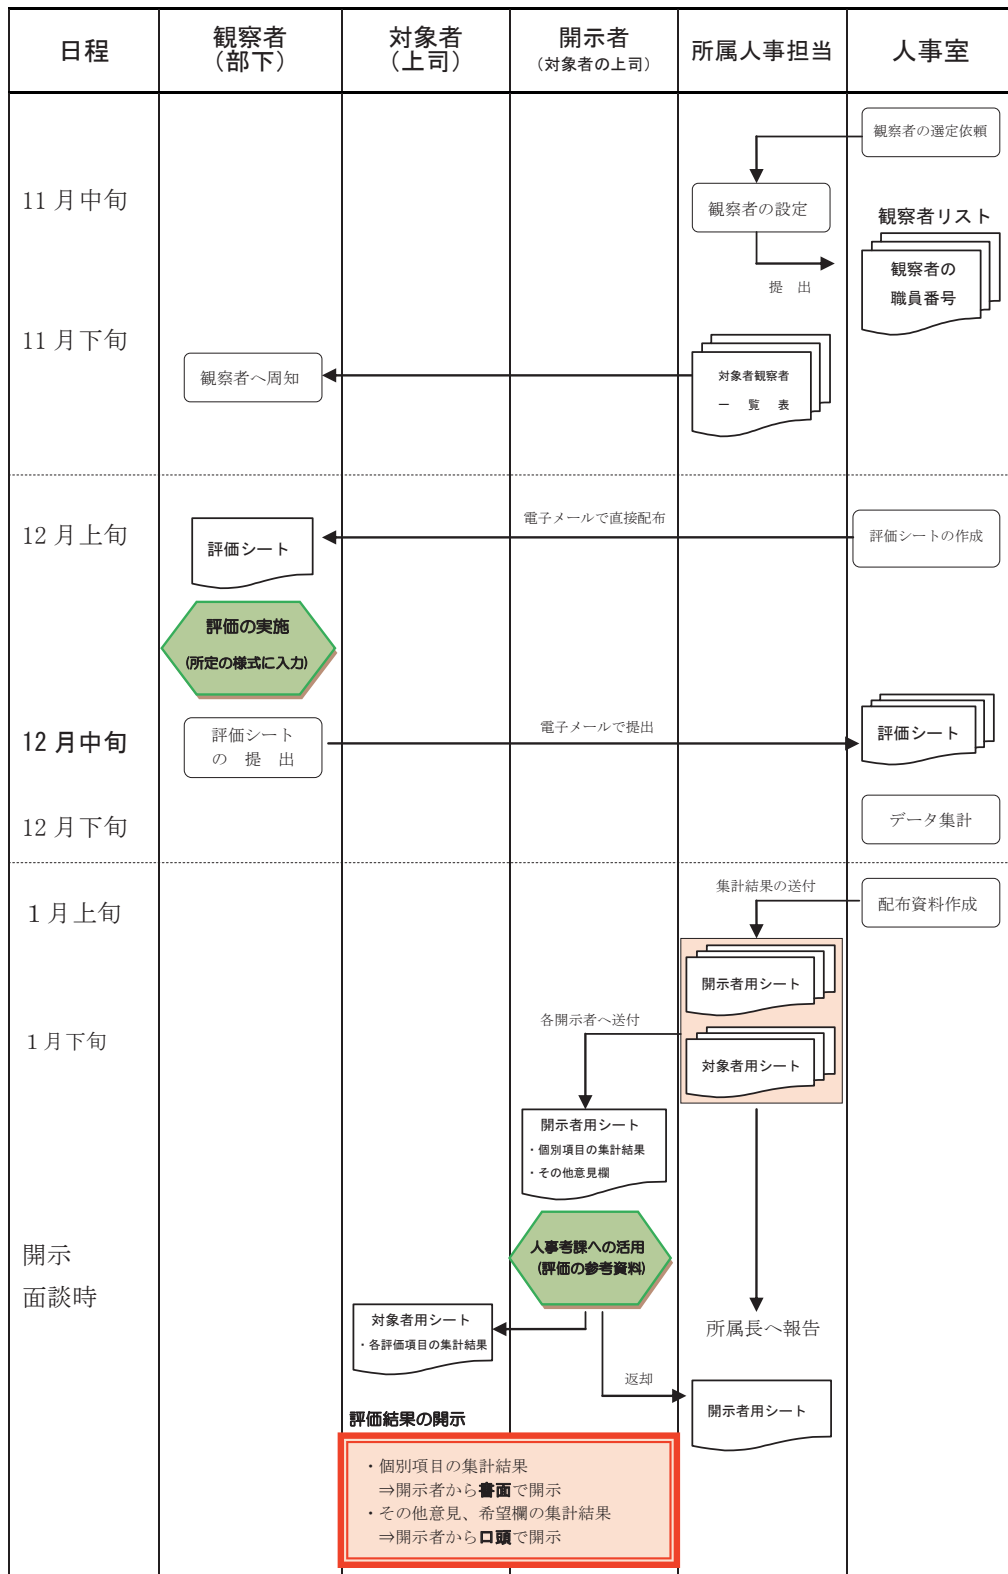 日程
観察者
（部下）
対象者
（上司）
開示者
（対象者の上司）
所属人事担当
人事室
観察者の選定依頼
11月中旬
観察者の設定
観察者リスト
観察者の
職員番号
提　出
11月下旬
観察者へ周知
対象者観察者
一　覧　表
12月上旬
電子メールで直接配布
評価シートの作成
評価シート
評価の実施
(所定の様式に入力)
12月中旬
評価シート
の　提　出
電子メールで提出
評価シート
12月下旬
データ集計
１月上旬
集計結果の送付
配布資料作成
開示者用シート
１月下旬
各開示者へ送付
対象者用シート
開示者用シート
・個別項目の集計結果
・その他意見欄
開示
面談時
人事考課への活用
(評価の参考資料)
対象者用シート
・各評価項目の集計結果
所属長へ報告
返却
開示者用シート
評価結果の開示
・個別項目の集計結果
⇒開示者から書面で開示
・その他意見、希望欄の集計結果
⇒開示者から口頭で開示